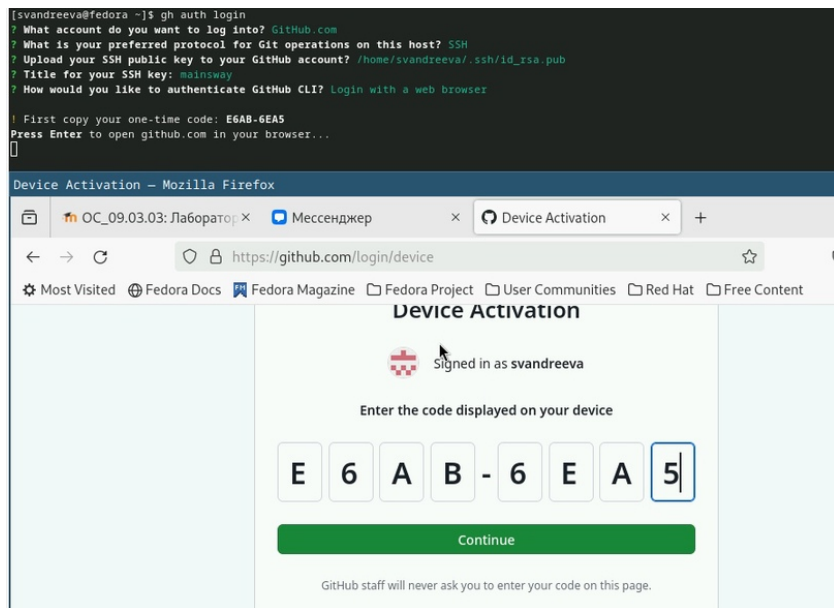 [svandreeva@fedora ~]$ gh auth login
? What account do you want to log into? GitHub.com
? What is your preferred protocol for Git operations on this host? SSH
? Upload your SSH public key to your GitHub account? /home/svandreeva/.ssh/id_rsa.pub
? Title for your SSH key: mainsway
? How would you like to authenticate GitHub CLI? Login with a web browser
! First copy your one-time code: E6AB-6EA5
Press Enter to open github.com in your browser...
Device Activation — Mozilla Firefox
ОС_09.03.03: Лаборатор
Мессенджер
Device Activation
https://github.com/login/device
Most Visited Fedora Docs Fedora Magazine Fedora Project User Communities Red Hat Free Content
Device Activation
Signed in as svandreeva
Enter the code displayed on your device
E 6 A B - 6 E A 5
Continue
GitHub staff will never ask you to enter your code on this page.